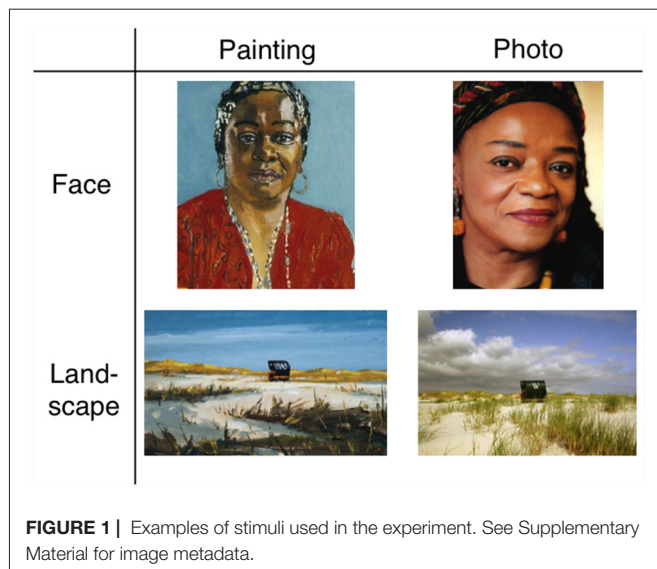 Painting
Photo
Face
Land-
scape
FIGURE 1 | Examples of stimuli used in the experiment. See Supplementary
Material for image metadata.